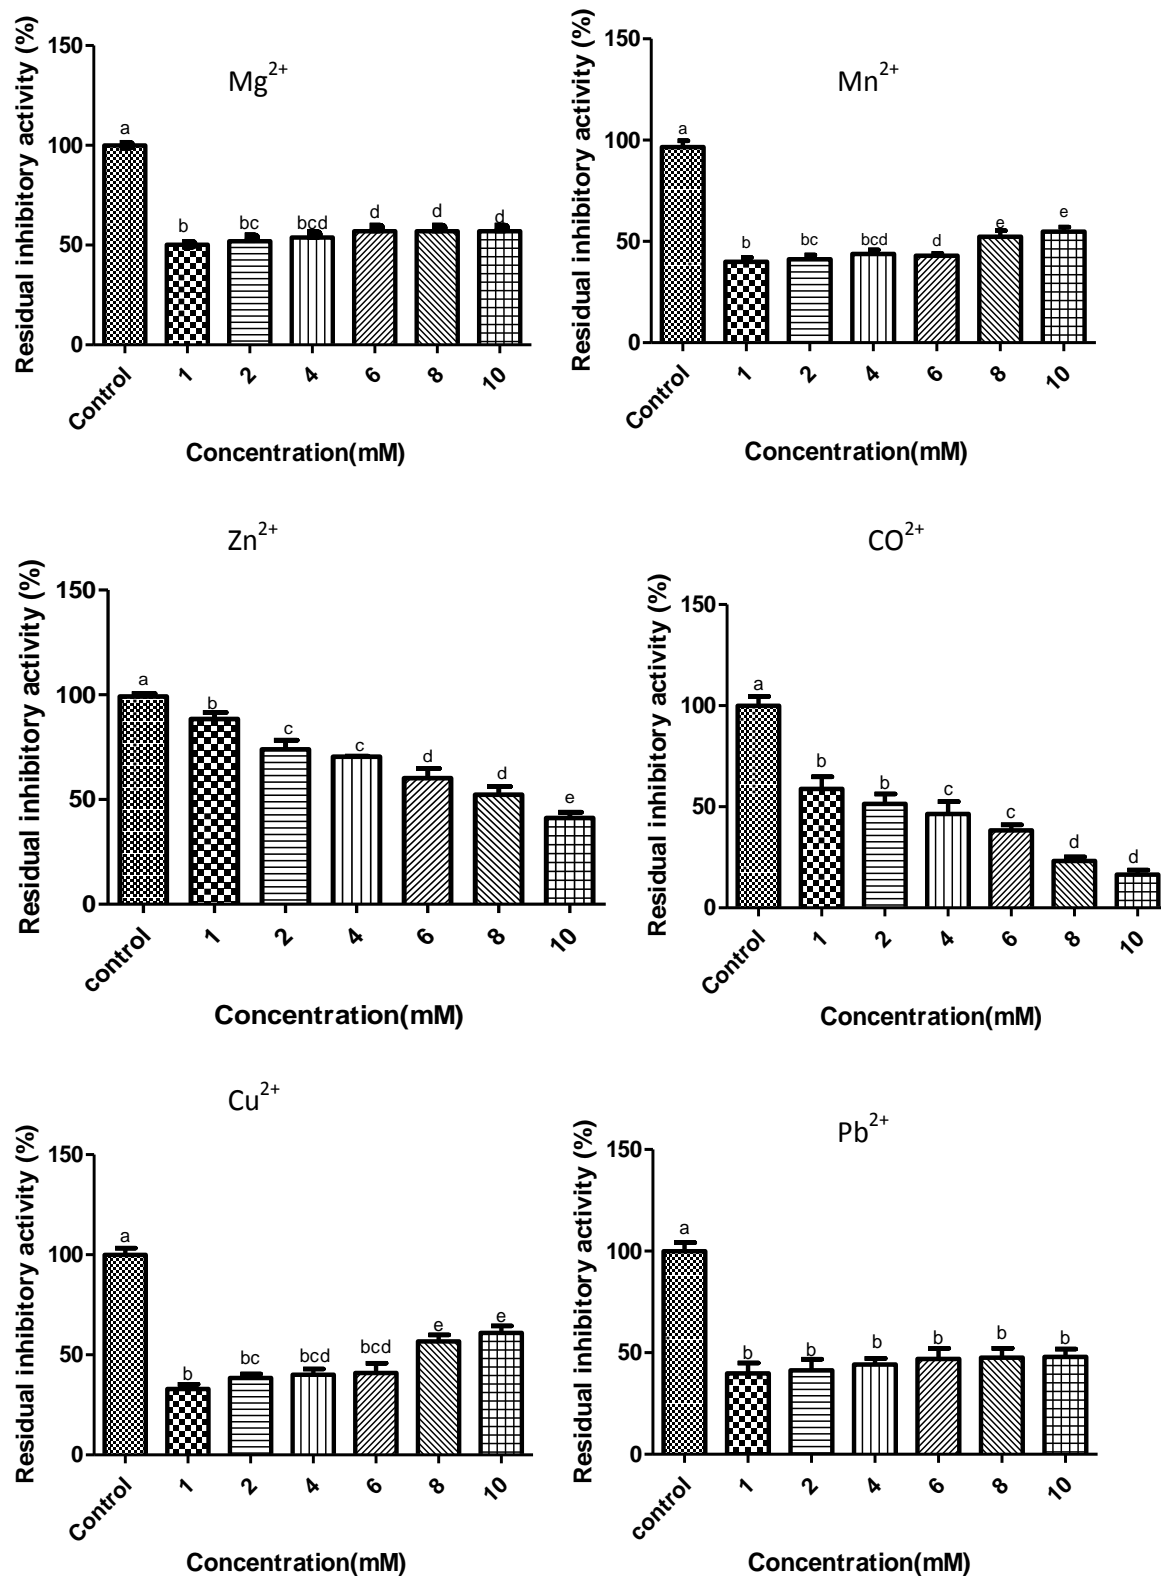 Mg2+
Residual inhibitory activity (%)
150
100
50
0
a
b
bc
bcd
d
d
d
Control
1
2
4
6
8
10
Concentration(mM)
Mn2+
Residual inhibitory activity (%)
150
100
50
0
a
b
bc
bcd
d
e
e
Control
1
2
4
6
8
10
Concentration(mM)
Zn2+
Residual inhibitory activity (%)
150
100
50
0
a
b
c
c
d
d
e
control
1
2
4
6
8
10
Concentration(mM)
CO2+
Residual inhibitory activity (%)
150
100
50
0
a
b
b
c
c
d
d
Control
1
2
4
6
8
10
Concentration(mM)
Cu2+
Residual inhibitory activity (%)
150
100
50
0
a
b
bc
bcd
bcd
e
e
Control
1
2
4
6
8
10
Concentration(mM)
Pb2+
Residual inhibitory activity (%)
150
100
50
0
a
b
b
b
b
b
b
control
1
2
4
6
8
10
Concentration(mM)